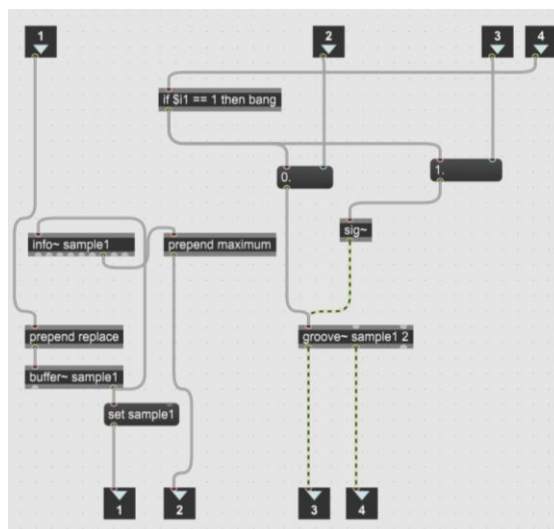 1
2
3
4
if $i1 == 1 then bang
0.
1.
info~ sample1
prepend maximum
sig~
prepend replace
groove~ sample1 2
buffer~ sample1
set sample1
1
2
3
4